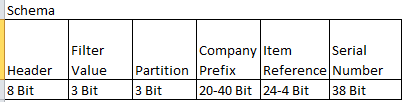 Schema
Header Filter Value Partition Company Prefix Item Reference Serial Number
8 Bit 3 Bit 3 Bit 20-40 Bit 24-4 Bit 38 Bit